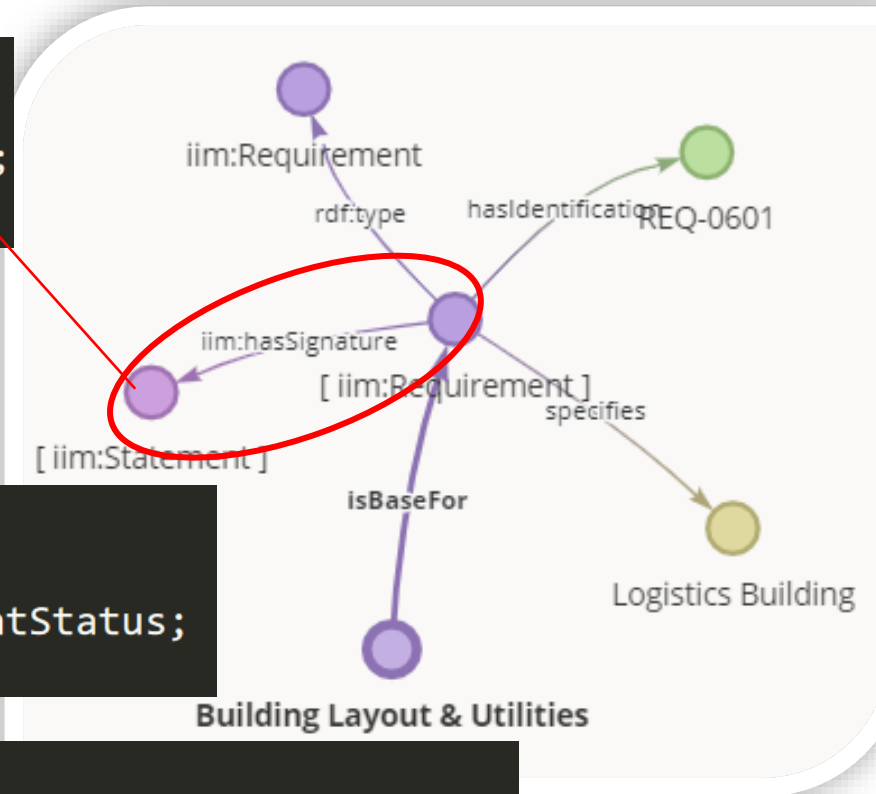 iim:Requirement
;
rdf:type
hasIdentification
REQ-0601
iim:hasSignature
[ iim:Requirement ]
specifies
[ iim:Statement ]
isBaseFor
ntStatus;
Logistics Building
Building Layout & Utilities